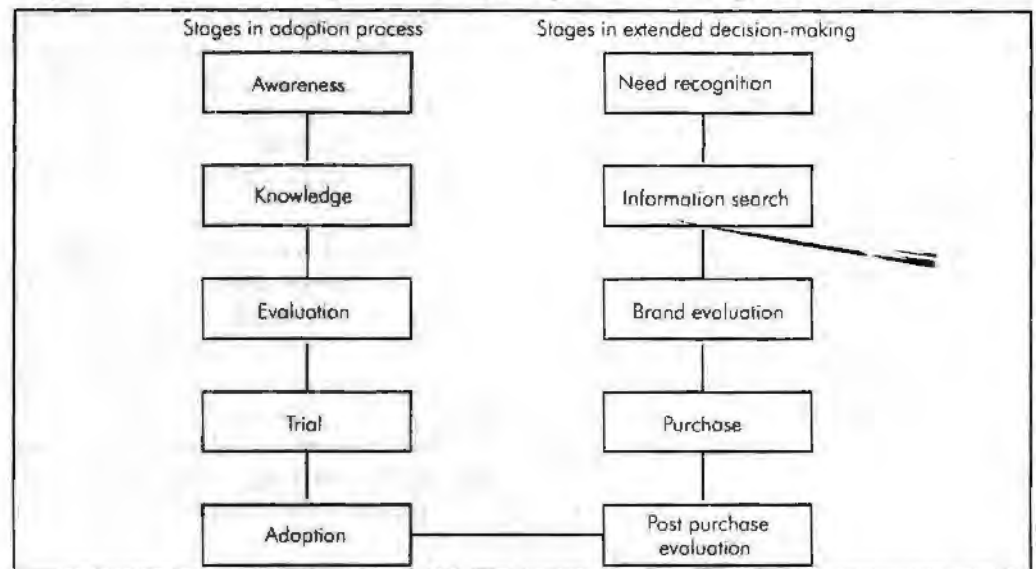 Stages in adoption process
Awareness
Knowledge
Evaluation
Trial
Adoption
Stages in extended decision-making
Need recognition
Information search
Brand evaluation
Purchase
Post purchase
evaluation